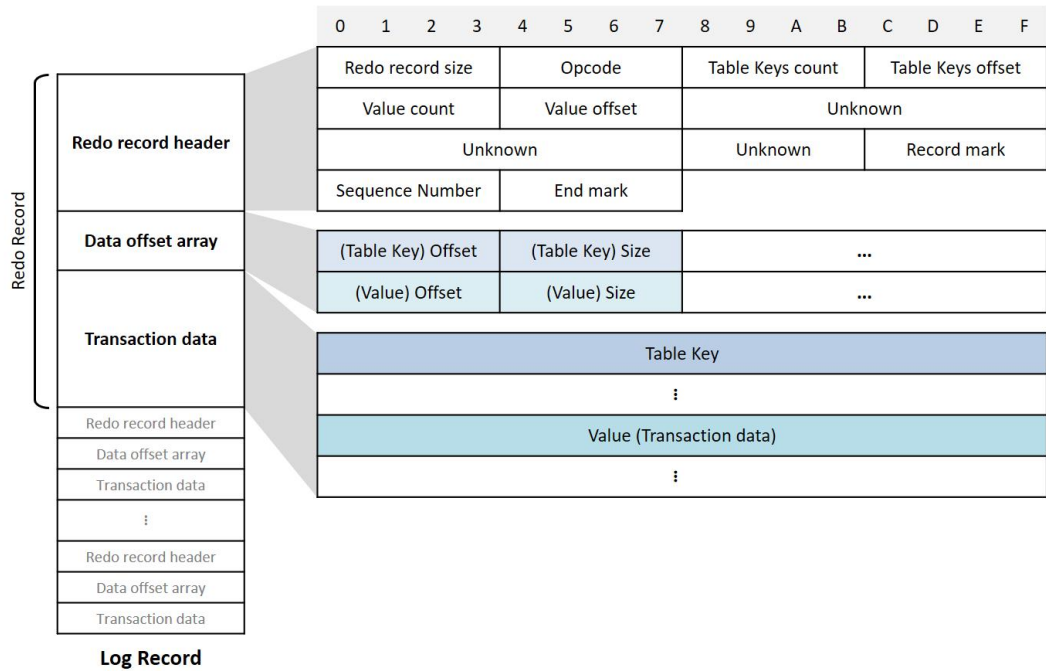 0 1 2 3 4 5 6 7 8 9 A B C D E F
Redo record size Opcode Table Keys count Table Keys offset
Value count Value offset Unknown
Redo record header
Unknown Unknown Record mark
Sequence Number End mark
Redo Record
Data offset array
(Table Key) Offset (Table Key) Size ...
(Value) Offset (Value) Size ...
Transaction data
Table Key
⋮
Value (Transaction data)
⋮
Redo record header
Data offset array
Transaction data
⋮
Redo record header
Data offset array
Transaction data
Log Record